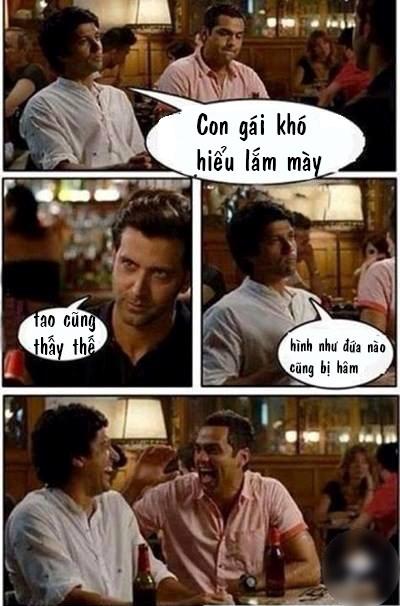 Con gái khó
hiểu lắm mày
tao cũng
thấy thế
hình như đứa nào
cũng bị hâm